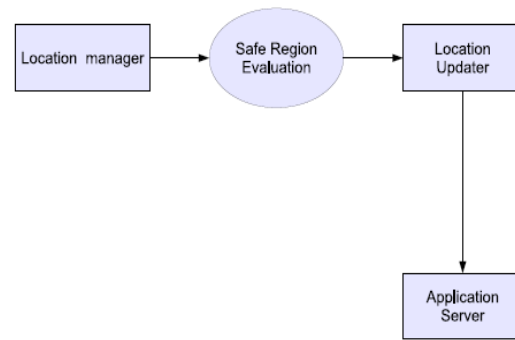 Location manager
Safe Region
Evaluation
Location
Updater
Application
Server